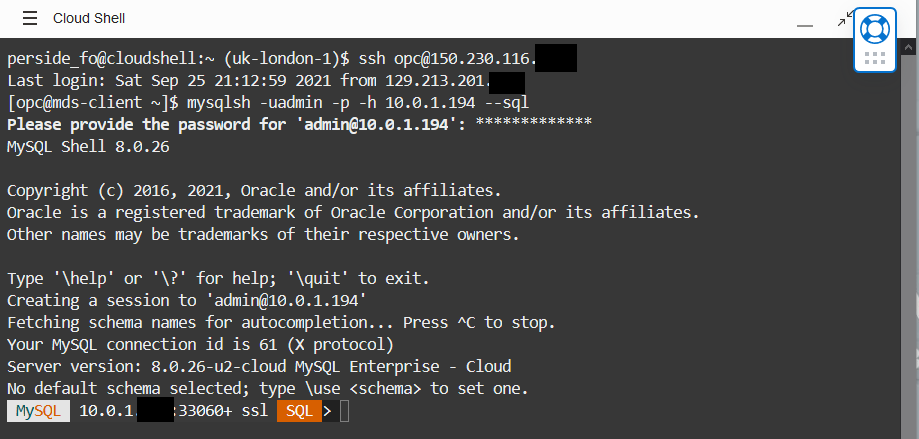 Cloud Shell
perside_fo@cloudshell:~ (uk-london-1)$ ssh opc@150.230.116.
Last login: Sat Sep 25 21:12:59 2021 from 129.213.201.
[opc@mds-client ~]$ mysqlsh -uadmin -p -h 10.0.1.194 --sql
Please provide the password for 'admin@10.0.1.194': *************
MySQL Shell 8.0.26
Copyright (c) 2016, 2021, Oracle and/or its affiliates.
Oracle is a registered trademark of Oracle Corporation and/or its affiliates.
Other names may be trademarks of their respective owners.
Type '\help' or '\?' for help; '\quit' to exit.
Creating a session to 'admin@10.0.1.194'
Fetching schema names for autocompletion... Press ^C to stop.
Your MySQL connection id is 61 (X protocol)
Server version: 8.0.26-u2-cloud MySQL Enterprise - Cloud
No default schema selected; type \use <schema> to set one.
MySQL 10.0.1. :33060+ ssl SQL >